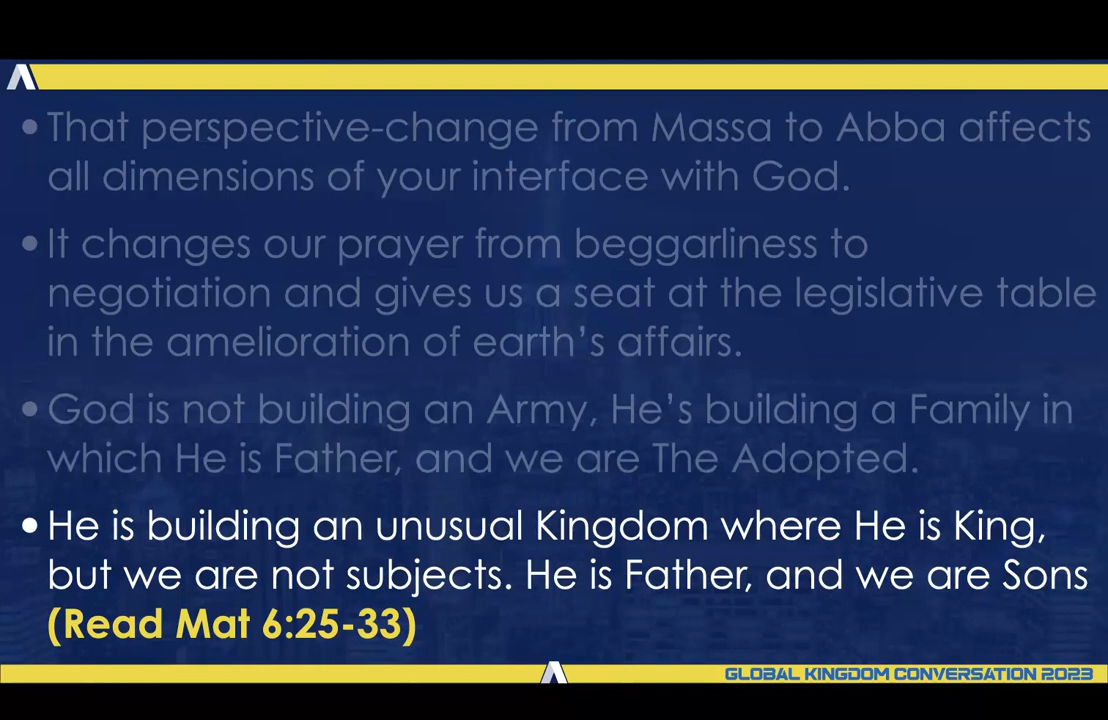 • That perspective-change from Massa to Abba affects
all dimensions of your interface with God.
• It changes our prayer from beggarliness to
negotiation and gives us a seat at the legislative table
in the amelioration of earth’s affairs.
• God is not building an Army, He’s building a Family in
which He is Father, and we are The Adopted.
• He is building an unusual Kingdom where He is King,
but we are not subjects. He is Father, and we are Sons
(Read Mat 6:25-33)
GLOBAL KINGDOM CONVERSATION 2023